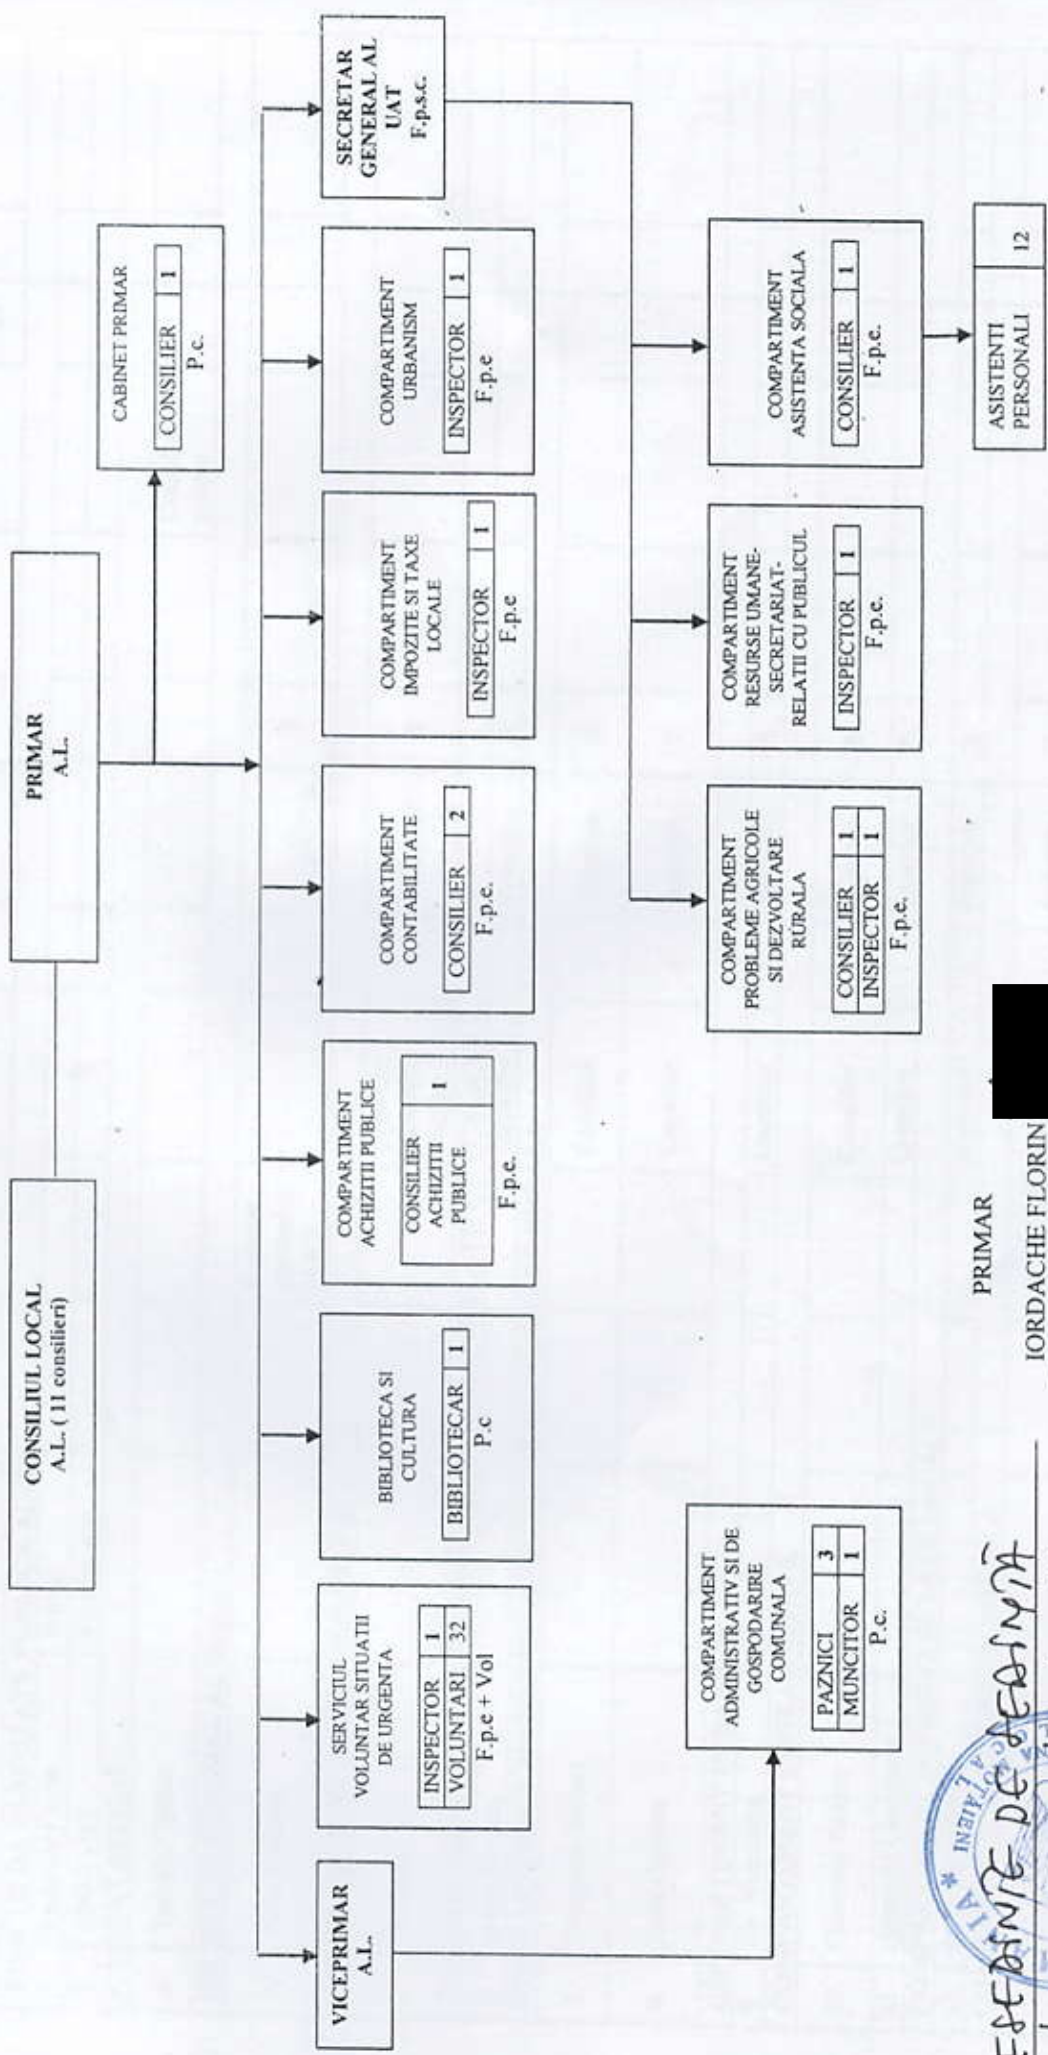 CONSILIUL LOCAL
A.L. ( 11 consilieri)
PRIMAR
A.L.
CABINET PRIMAR
CONSILIER 1
P.c.
VICEPRIMAR
A.L.
SERVICIUL
VOLUNTAR SITUATII
DE URGENTA
INSPECTOR 1
VOLUNTARI 32
F.p.e + Vol
BIBLIOTECA SI
CULTURA
BIBLIOTECAR 1
P.c
COMPARTIMENT
ACHIZITII PUBLICE
CONSILIER
ACHIZITII
PUBLICE
1
F.p.e.
COMPARTIMENT
CONTABILITATE
CONSILIER 2
F.p.e.
COMPARTIMENT
IMPOZITE SI TAXE
LOCALE
INSPECTOR 1
F.p.e
COMPARTIMENT
URBANISM
INSPECTOR 1
F.p.e
SECRETAR
GENERAL AL
UAT
F.p.s.c.
COMPARTIMENT
ADMINISTRATIV SI DE
GOSPODARIRE
COMUNALA
PAZNICI 3
MUNCITOR 1
P.c.
COMPARTIMENT
PROBLEME AGRICOLE
SI DEZVOLTARE
RURALA
CONSILIER 1
INSPECTOR 1
F.p.e.
COMPARTIMENT
RESURSE UMANE-
SECRETARIAT-
RELATII CU PUBLICUL
INSPECTOR 1
F.p.e.
COMPARTIMENT
ASISTENTA SOCIALA
CONSILIER 1
F.p.e.
ASISTENTI
PERSONALI
12
DE
MOTAIENI
PRIMAR
IORDACHE FLORIN